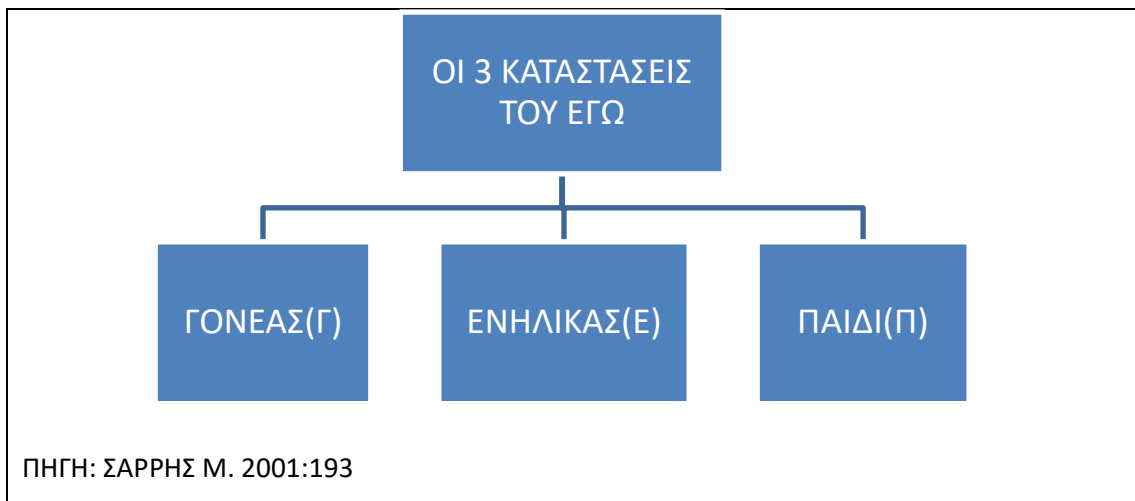 ΟΙ 3 ΚΑΤΑΣΤΑΣΕΙΣ
ΤΟΥ ΕΓΩ
ΓΟΝΕΑΣ(Γ)
ΕΝΗΛΙΚΑΣ(Ε)
ΠΑΙΔΙ(Π)
ΠΗΓΗ: ΣΑΡΡΗΣ Μ. 2001:193